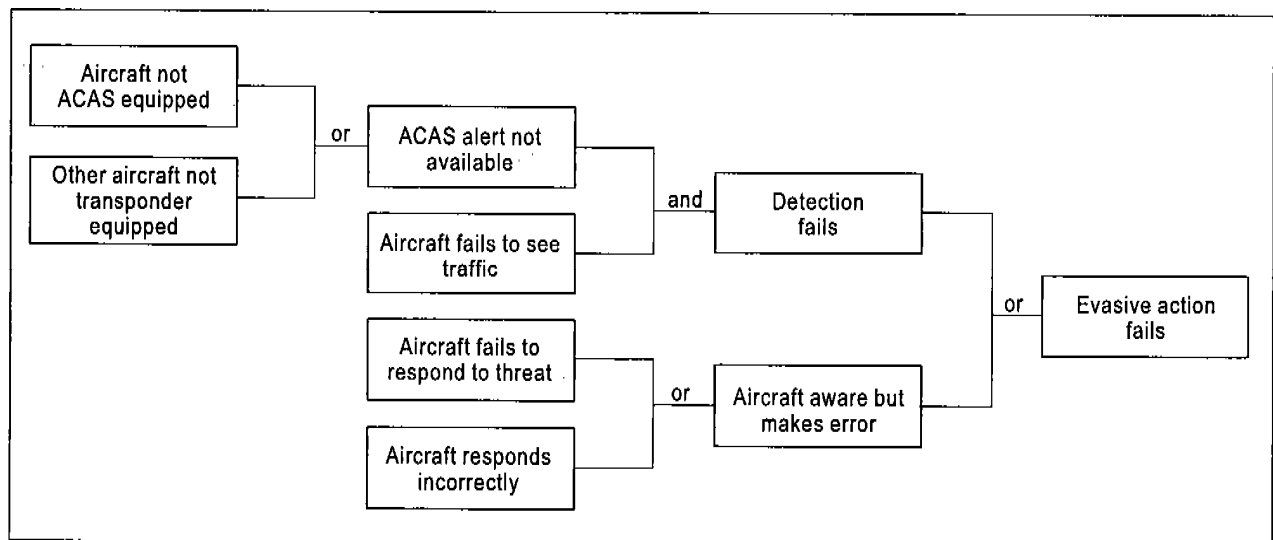 Aircraft not
ACAS equipped
or
Other aircraft not
transponder
equipped
ACAS alert not
available
and
Aircraft fails to see
traffic
Detection
fails
or
Evasive action
fails
Aircraft fails to
respond to threat
or
Aircraft responds
incorrectly
Aircraft aware but
makes error